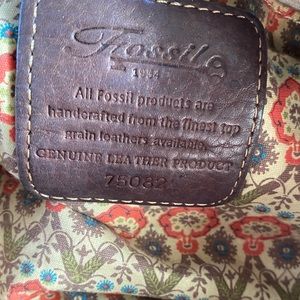 Fossil
1954
All Fossil products are
handcrafted from the finest top
grain leathers available.
GENUINE LEATHER PRODUCT
75082